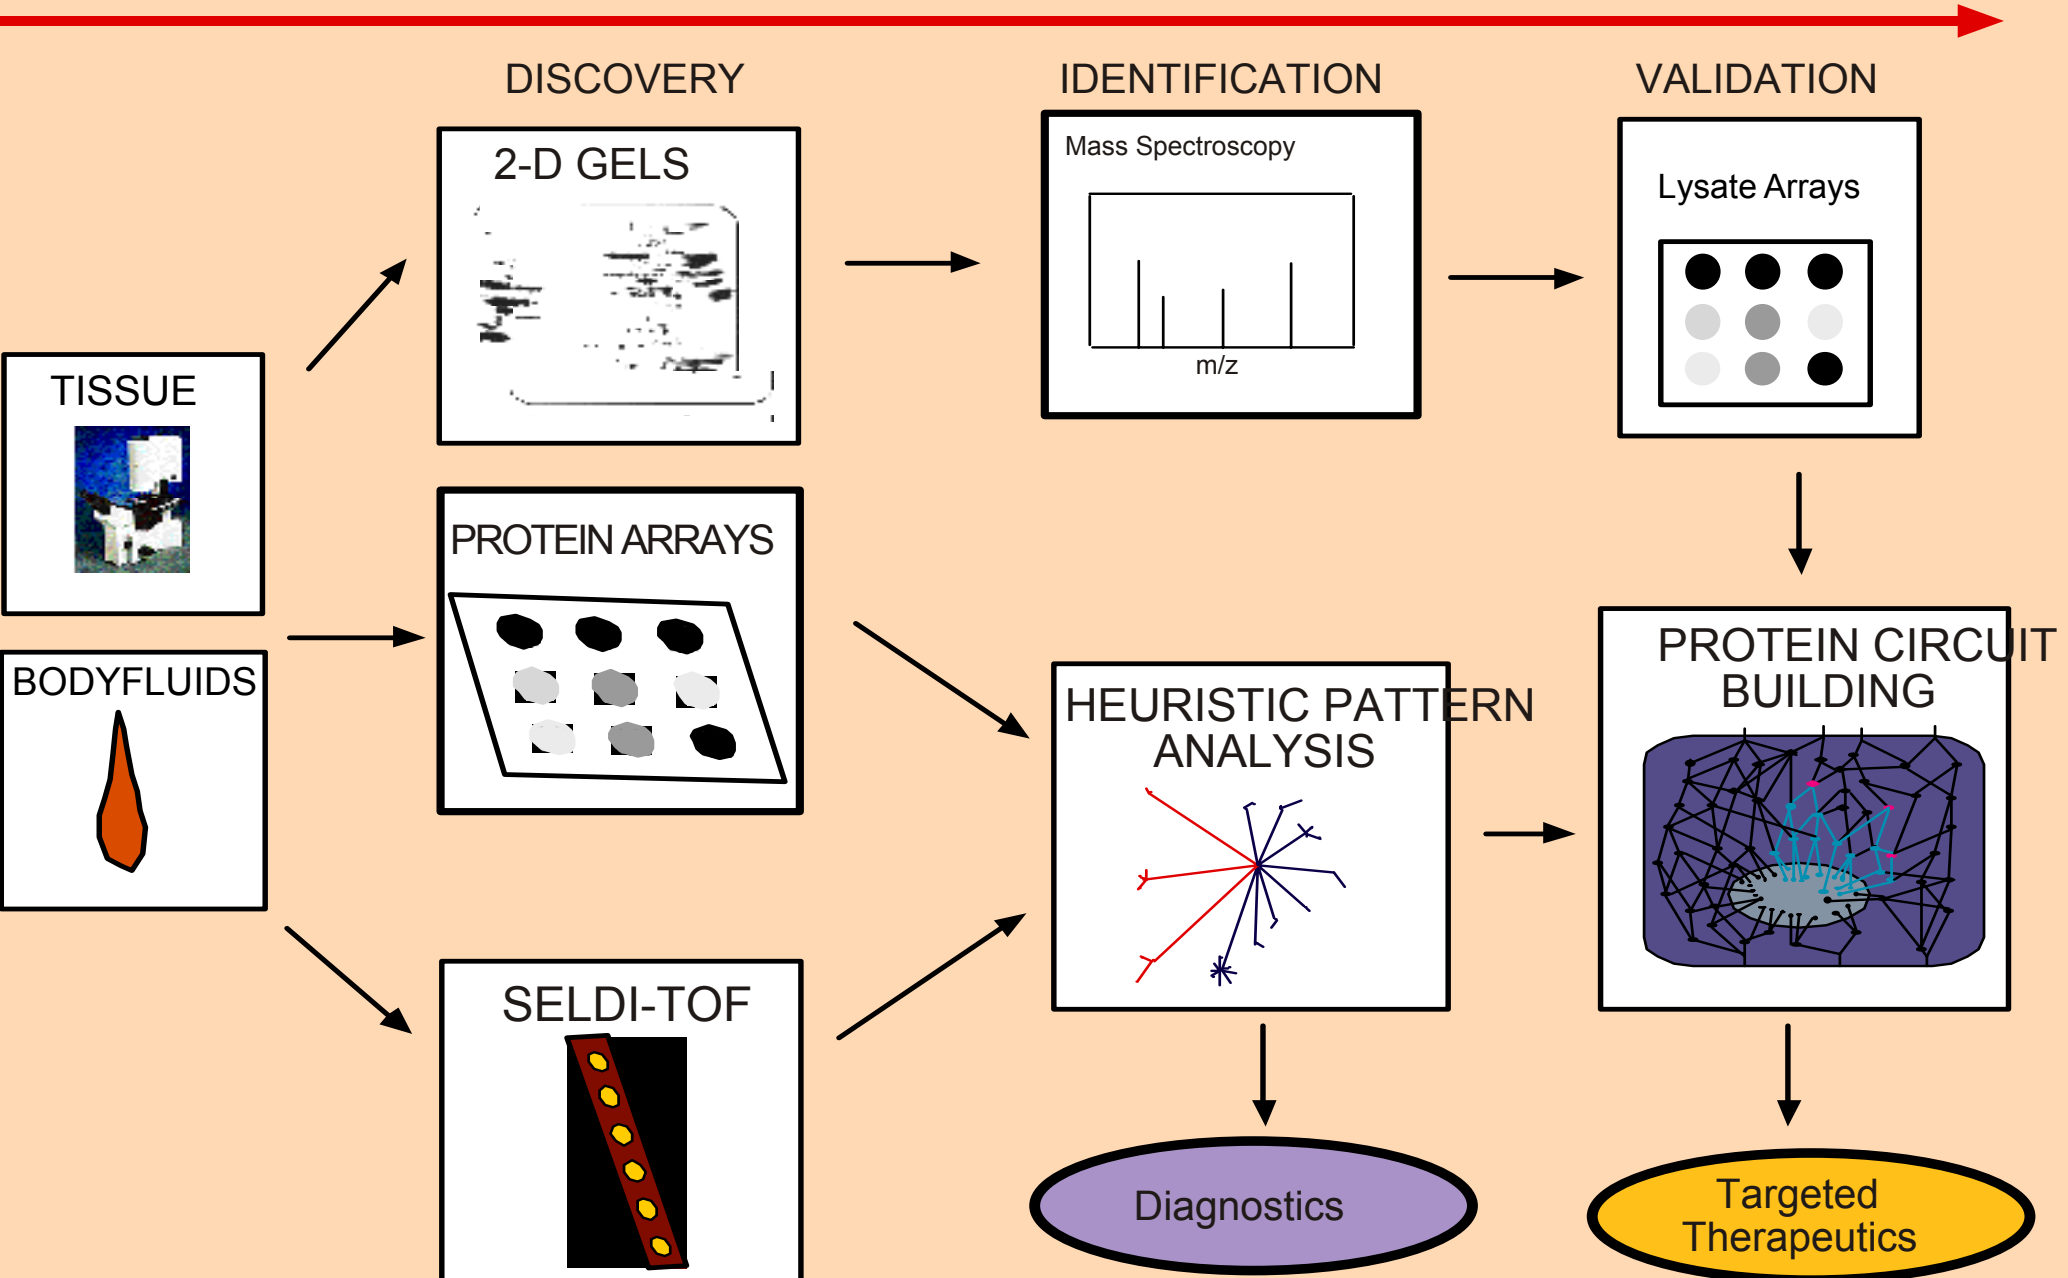 DISCOVERY
IDENTIFICATION
VALIDATION
2-D GELS
Mass Spectroscopy
m/z
Lysate Arrays
TISSUE
PROTEIN ARRAYS
BODYFLUIDS
HEURISTIC PATTERN
ANALYSIS
PROTEIN CIRCUIT
BUILDING
SELDI-TOF
Diagnostics
Targeted
Therapeutics